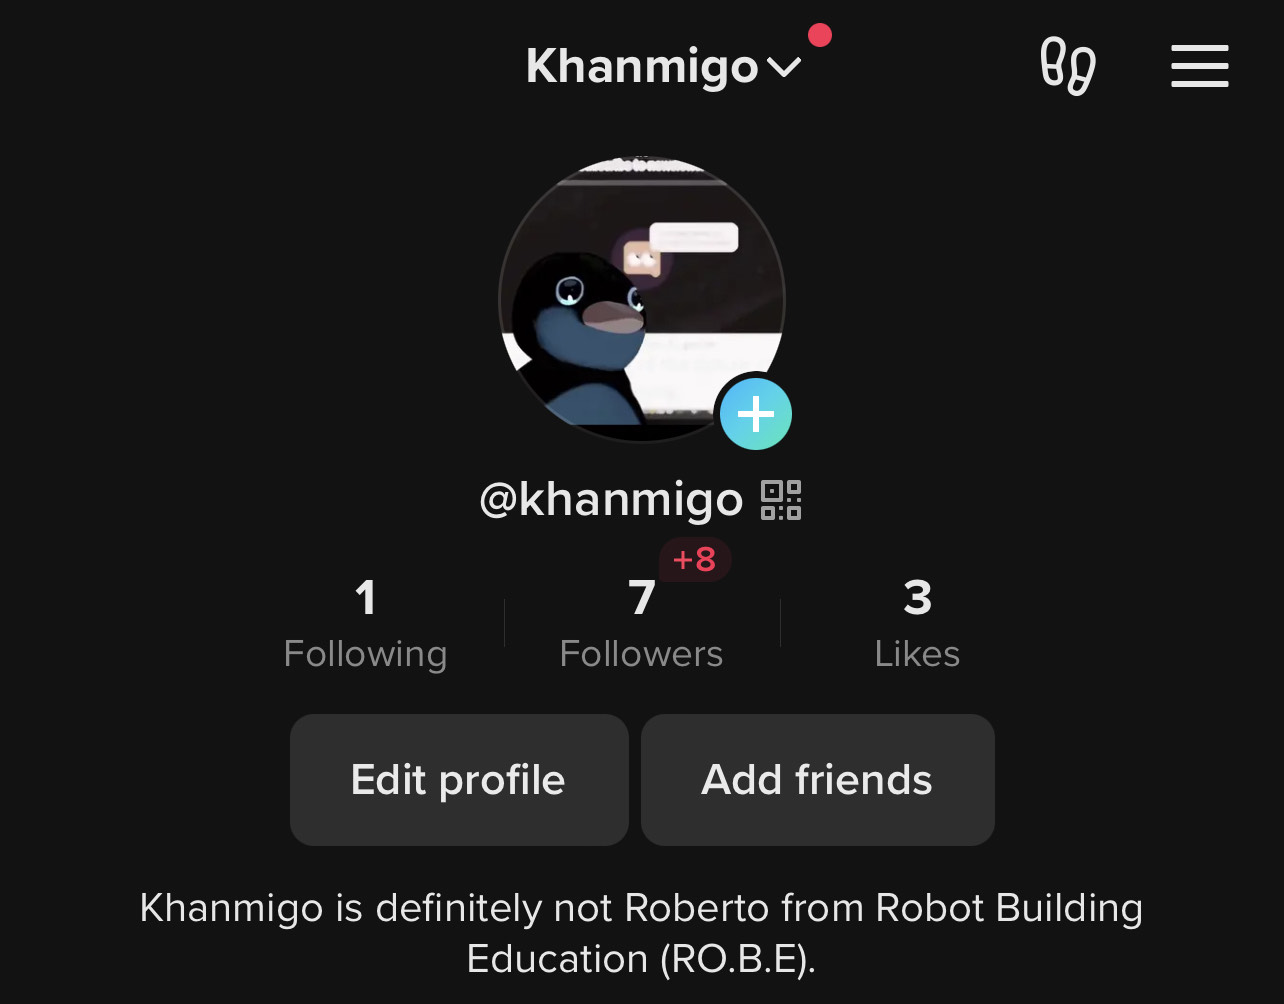 Khanmigo
@khanmigo
+8
1 7 3
Following Followers Likes
Edit profile Add friends
Khanmigo is definitely not Roberto from Robot Building
Education (RO.B.E).